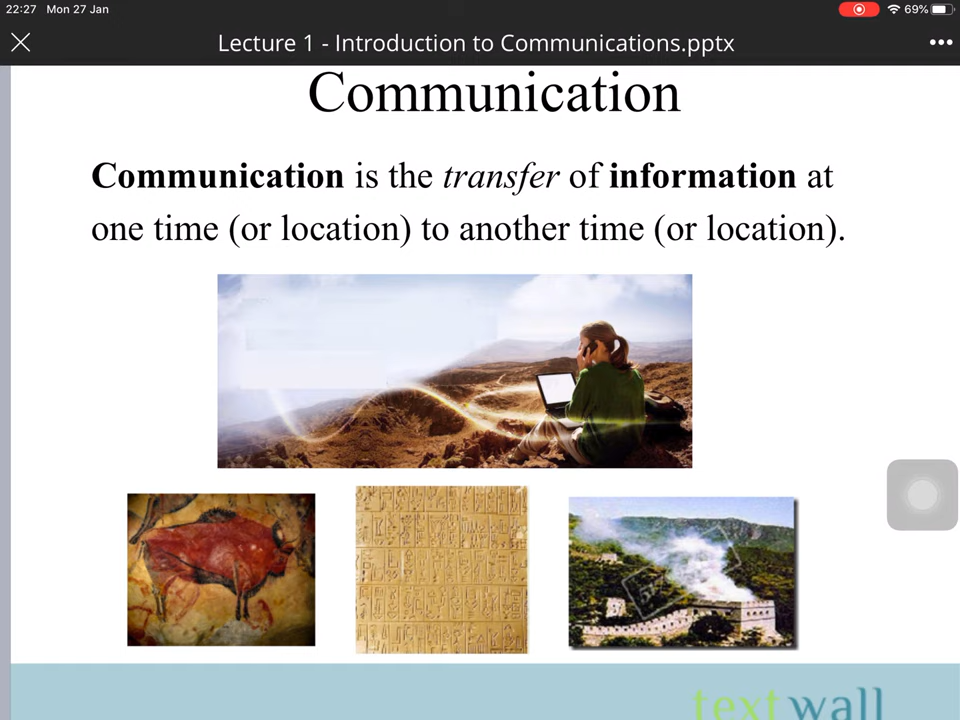 22:27 Mon 27 Jan
69%
Lecture 1 - Introduction to Communications.pptx
Communication
Communication is the transfer of information at
one time (or location) to another time (or location).
textwall